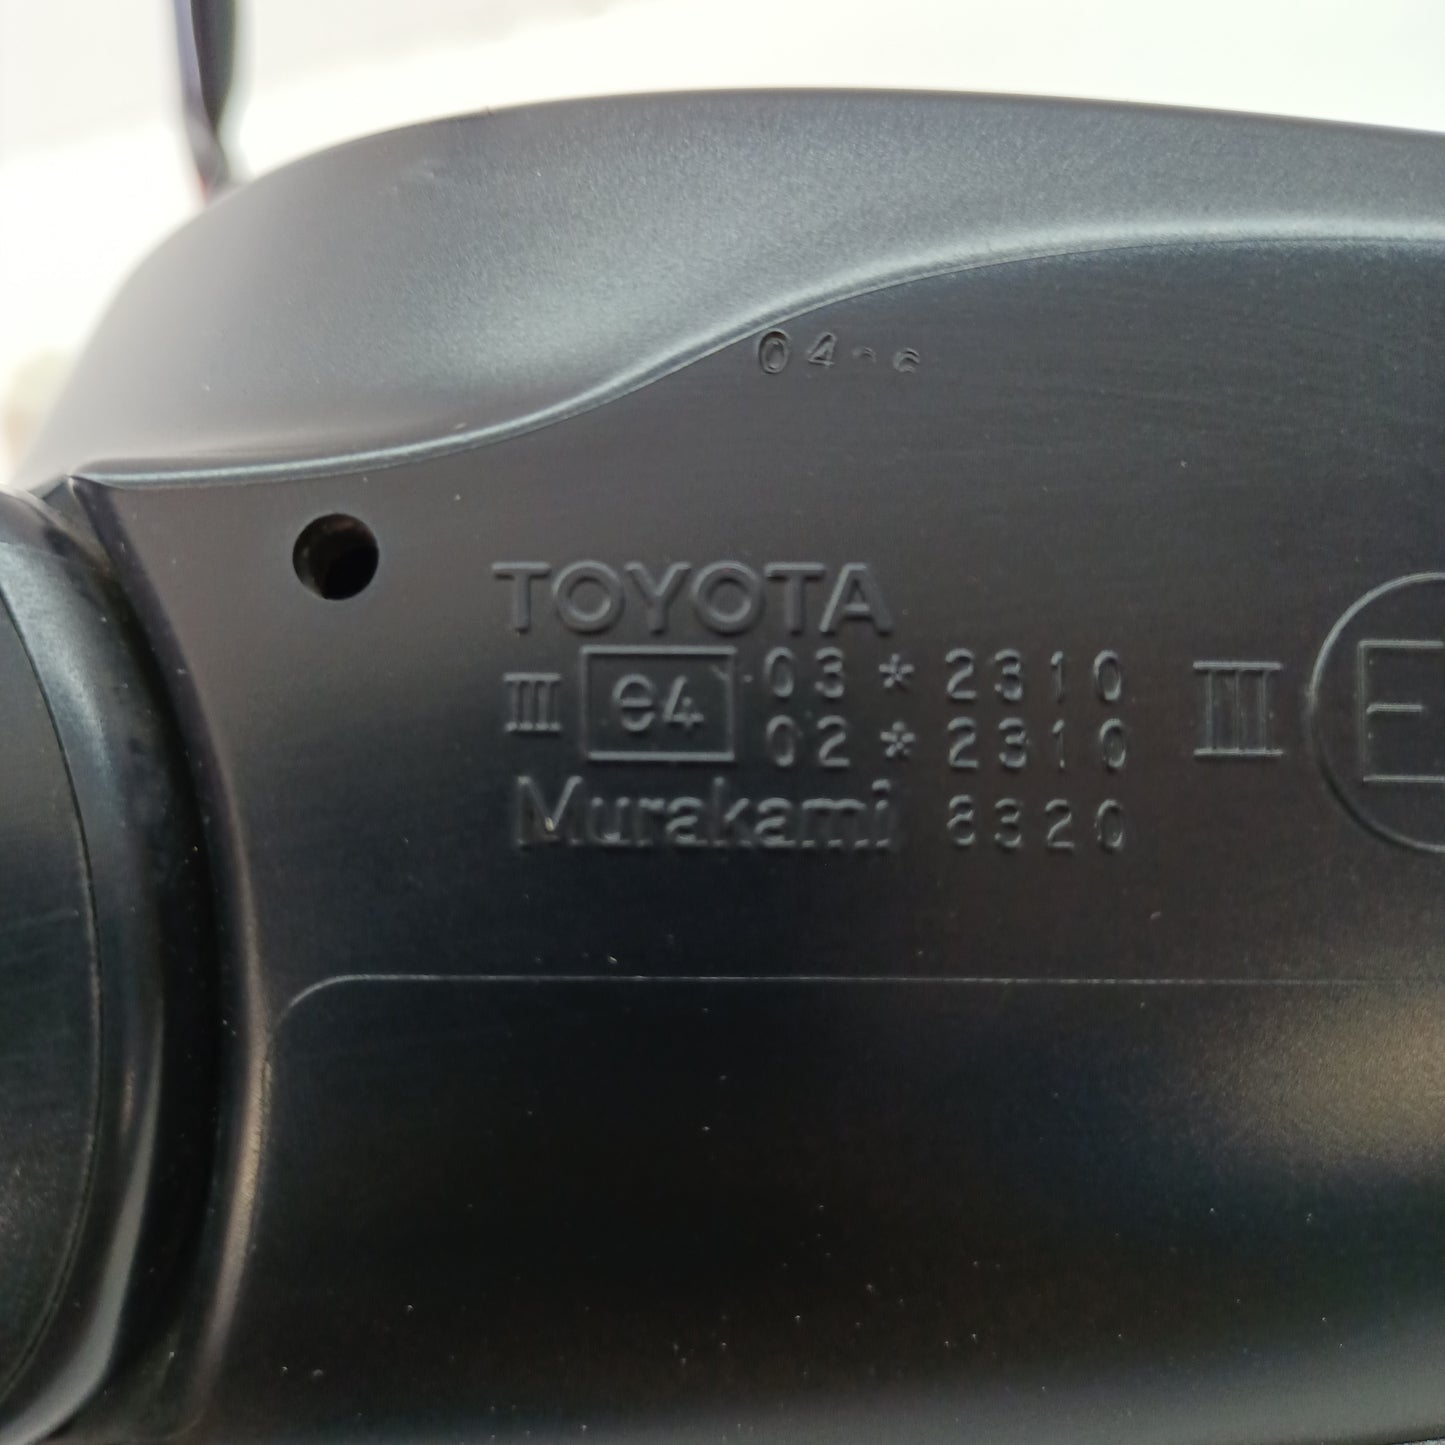 04
TOYOTA
III e4 03*2310
02*2310 III E
Murakami 8320